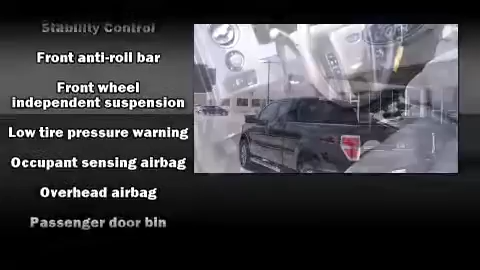 Stability Control
Front anti-roll bar
Front wheel
independent suspension
Low tire pressure warning
Occupant sensing airbag
Overhead airbag
Passenger door bin